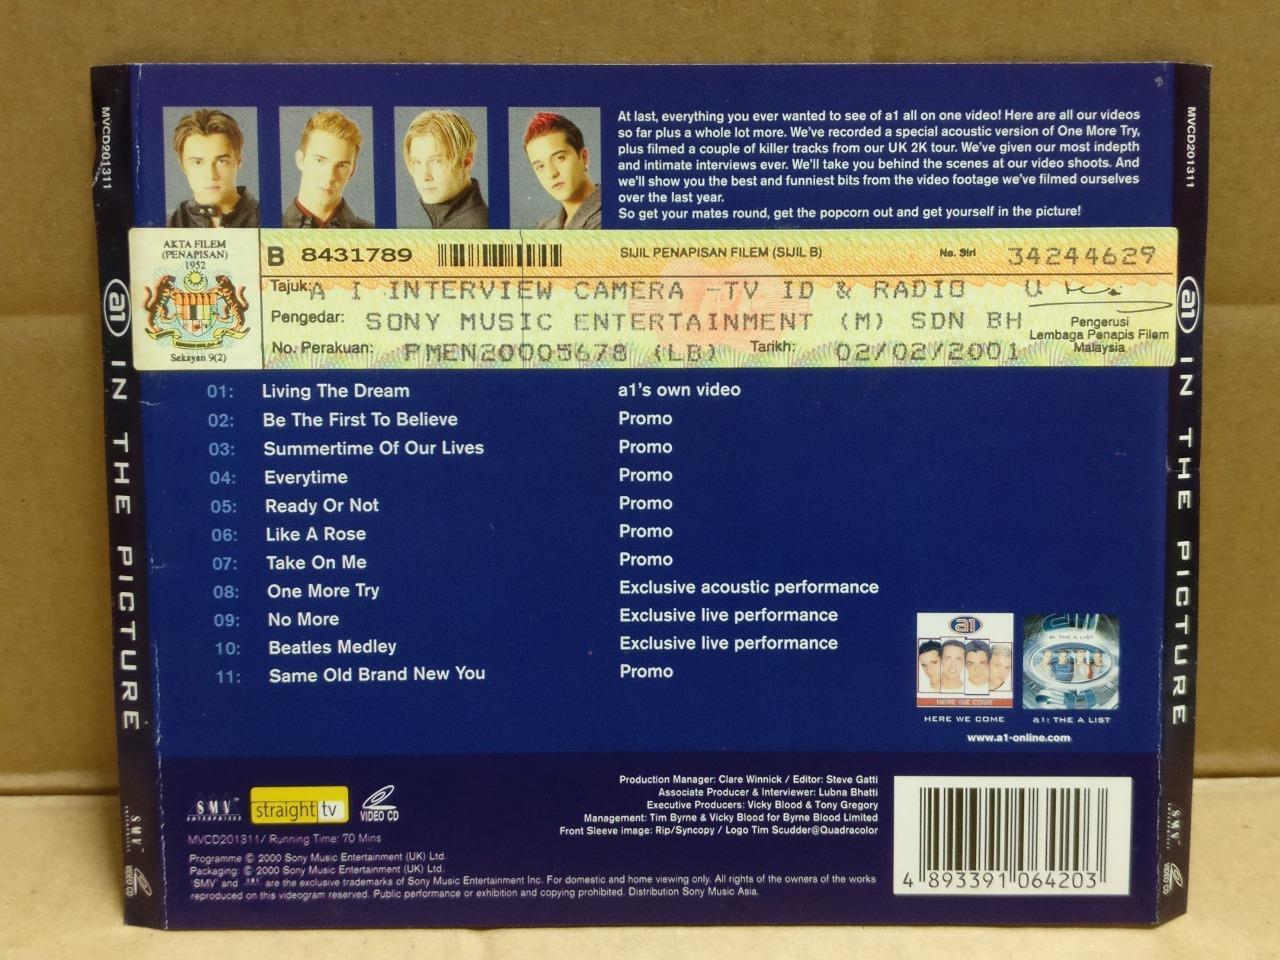 At last, everything you ever wanted to see of a1 all on one video! Here are all our videos
so far plus a whole lot more. We've recorded a special acoustic version of One More Try,
plus filmed a couple of killer tracks from our UK 2K tour. We've given our most indepth
and intimate interviews ever. We'll take you behind the scenes at our video shoots. And
we'll show you the best and funniest bits from the video footage we've filmed ourselves
over the last year.
So get your mates round, get the popcorn out and get yourself in the picture!
AKTA FILEM
(PENAPISAN)
1952
Seksyen 9(2)
B 8431789
SIJIL PENAPISAN FILEM (SIJIL B)
No. Siri 34244629
Tajuk: A I INTERVIEW CAMERA -TV ID & RADIO U
Pengedar: SONY MUSIC ENTERTAINMENT (M) SDN BH
No. Perakuan: PMEN20005678 (LB) Tarikh: 02/02/2001
Pengerusi
Lembaga Penapis Filem
Malaysia
01: Living The Dream a1's own video
02: Be The First To Believe Promo
03: Summertime Of Our Lives Promo
04: Everytime Promo
05: Ready Or Not Promo
06: Like A Rose Promo
07: Take On Me Promo
08: One More Try Exclusive acoustic performance
09: No More Exclusive live performance
10: Beatles Medley Exclusive live performance
11: Same Old Brand New You Promo
a1
HERE WE COME
HERE WE COME
a1: THE A LIST
a1: THE A LIST
www.a1-online.com
SMV™
ENTERPRISES
straight tv
VIDEO CD
MVCD201311/ Running Time: 70 Mins
Production Manager: Clare Winnick / Editor: Steve Gatti
Associate Producer & Interviewer: Lubna Bhatti
Executive Producers: Vicky Blood & Tony Gregory
Management: Tim Byrne & Vicky Blood for Byrne Blood Limited
Front Sleeve image: Rip/Syncopy / Logo Tim Scudder@Quadracolor
Programme © 2000 Sony Music Entertainment (UK) Ltd.
Packaging: © 2000 Sony Music Entertainment (UK) Ltd.
'SMV' and SMV are the exclusive trademarks of Sony Music Entertainment Inc. For domestic and home viewing only. All rights of the owners of the works
reproduced on this videogram reserved. Public performance or exhibition and copying prohibited. Distribution Sony Music Asia.
4 893391 064203
MVCD201311
a1 IN THE PICTURE
SMV™
VIDEO CD
MVCD201311
a1 IN THE PICTURE
SMV™
VIDEO CD